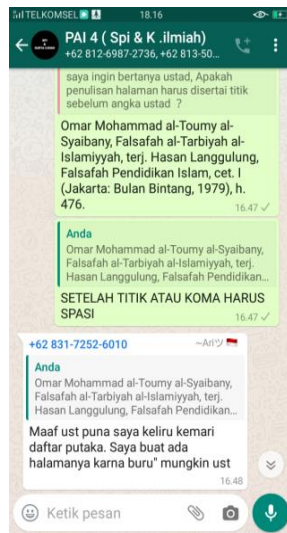 TELKOMSEL
18.16
PAI 4 ( Spi & K .ilmiah)
+62 812-6987-2736, +62 813-50...
saya ingin bertanya ustad, Apakah
penulisan halaman harus disertai titik
sebelum angka ustad ?
Omar Mohammad al-Toumy al-
Syaibany, Falsafah al-Tarbiyah al-
Islamiyyah, terj. Hasan Langgulung,
Falsafah Pendidikan Islam, cet. I
(Jakarta: Bulan Bintang, 1979), h.
476.
16.47
Anda
Omar Mohammad al-Toumy al-Syaibany,
Falsafah al-Tarbiyah al-Islamiyyah, terj.
Hasan Langgulung, Falsafah Pendidikan...
SETELAH TITIK ATAU KOMA HARUS
SPASI
16.47
+62 831-7252-6010 ~Ariツ
Anda
Omar Mohammad al-Toumy al-Syaibany,
Falsafah al-Tarbiyah al-Islamiyyah, terj.
Hasan Langgulung, Falsafah Pendidikan...
Maaf ust puna saya keliru kemari
daftar putaka. Saya buat ada
halamanya karna buru" mungkin ust
16.48
Ketik pesan